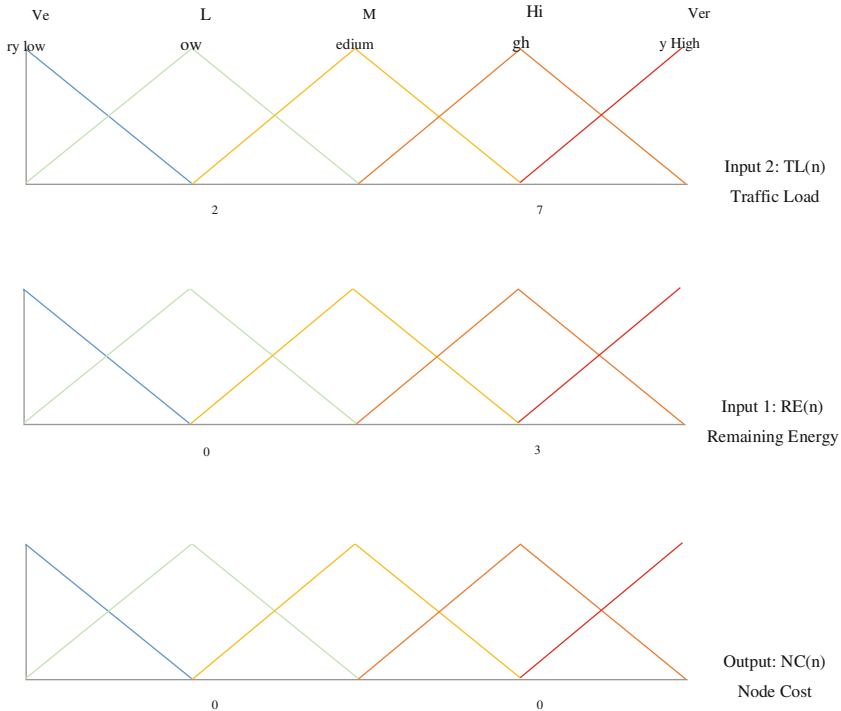 Ve L M Hi Ver
ry low ow edium gh y High
Input 2: TL(n)
Traffic Load
2 7
Input 1: RE(n)
Remaining Energy
0 3
Output: NC(n)
Node Cost
0 0